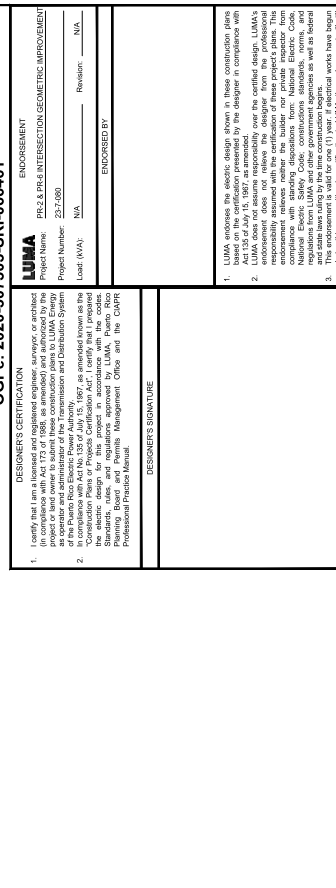 DESIGNER'S CERTIFICATION
1. I certify that I am a licensed and registered engineer, surveyor, or architect
(in compliance with Act 173 of 1988, as amended) and authorized by the
project or land owner to submit these construction plans to LUMA Energy
as operator and administrator of the Transmission and Distribution System
of the Puerto Rico Electric Power Authority.
2. In compliance with Act No.135 of July 15, 1967, as amended known as the
"Construction Plans or Projects Certification Act", I certify that I prepared
the electric design for this project in accordance with the codes.
Standards, rules, and regulations approved by LUMA, Puerto Rico
Planning Board and Permits Management Office and the CIAPR
Professional Practice Manual.
DESIGNER'S SIGNATURE
ENDORSEMENT
LUMA
Project Name: PR-2 & PR-6 INTERSECTION GEOMETRIC IMPROVEMENT
Project Number: 23-7-080
Load: (kVA): N/A Revision: N/A
ENDORSED BY
1. LUMA endorses the electric design shown in these construction plans
based on the certification presented by the designer in compliance with
Act 135 of July 15, 1967, as amended.
2. LUMA does not assume responsibility over the certified design. LUMA's
endorsement does not relieve the designer from the professional
responsibility assumed with the certification of these project's plans. This
endorsement relieves neither the builder nor private inspector from
compliance with standing dispositions from: National Electric Code,
National Electric Safety Code; constructions standards, norms, and
regulations from LUMA and other government agencies as well as federal
and state laws ruling by the time construction begins.
3. This endorsement is valid for one (1) year. If electrical works have begun